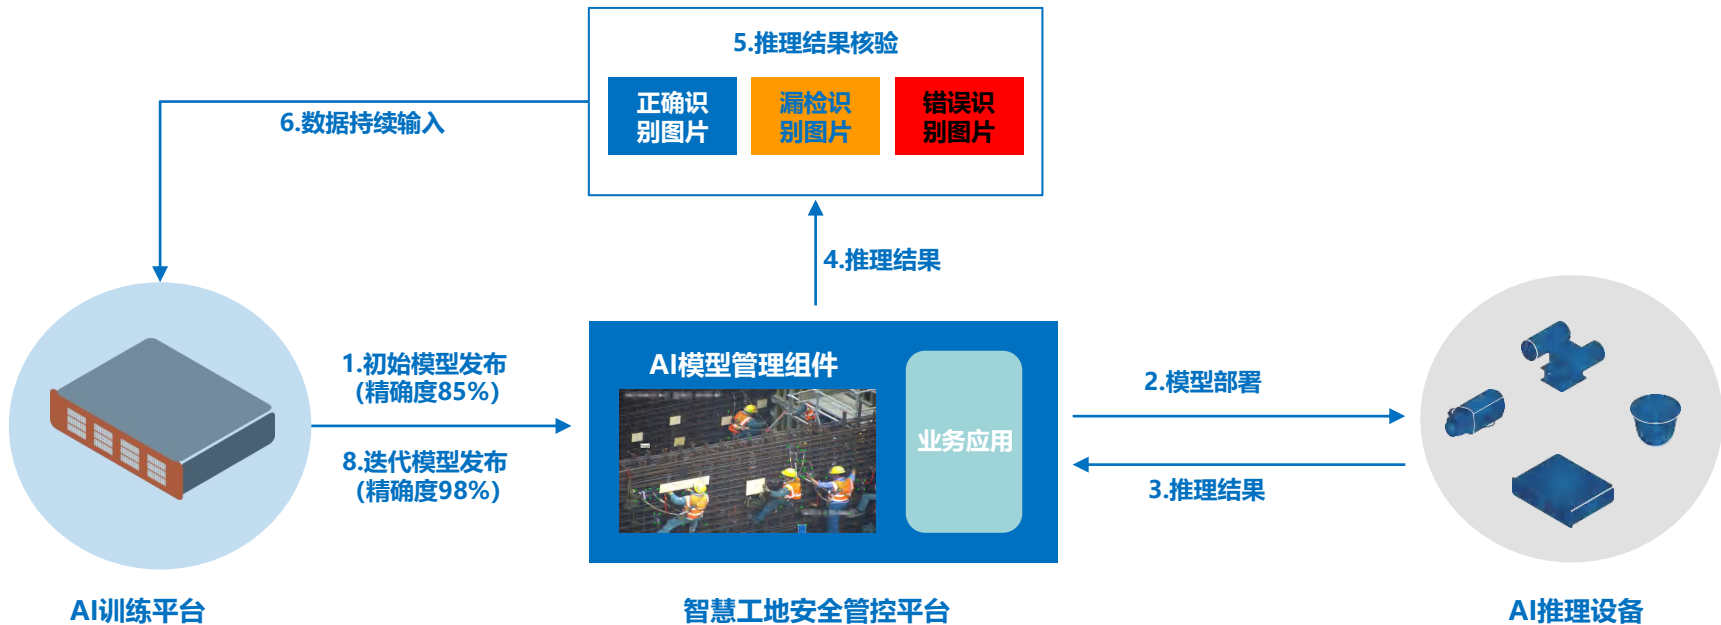 5.推理结果核验
正确识
别图片
漏检识
别图片
错误识
别图片
6.数据持续输入
4.推理结果
1.初始模型发布
(精确度85%)
8.迭代模型发布
(精确度98%)
AI模型管理组件
业务应用
2.模型部署
3.推理结果
AI训练平台
智慧工地安全管控平台
AI推理设备